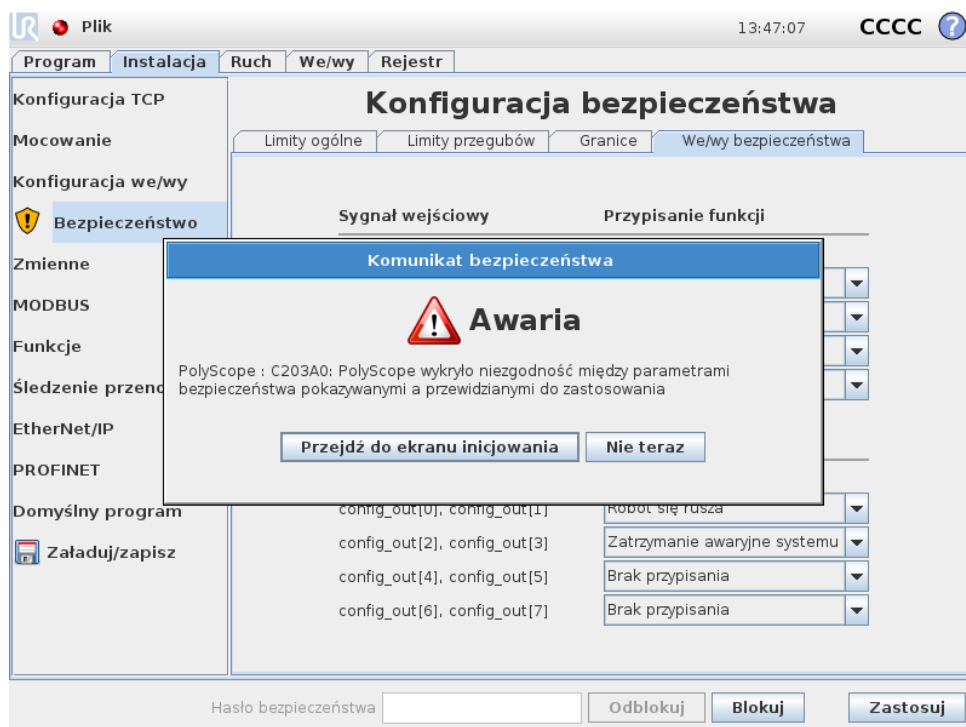 UR Plik 13:47:07 CCCC ?
Program Instalacja Ruch We/wy Rejestr
Konfiguracja TCP
Mocowanie
Konfiguracja we/wy
Bezpieczeństwo
Zmienne
MODBUS
Funkcje
Śledzenie przeno
EtherNet/IP
PROFINET
Domyślny program
Załaduj/zapisz
Konfiguracja bezpieczeństwa
Limity ogólne Limity przegubów Granice We/wy bezpieczeństwa
Sygnał wejściowy Przypisanie funkcji
Komunikat bezpieczeństwa
Awaria
PolyScope : C203A0: PolyScope wykryło niezgodność między parametrami
bezpieczeństwa pokazywanymi a przewidzianymi do zastosowania
Przejdź do ekranu inicjowania Nie teraz
config_out[0], config_out[1] Robot się rusza
config_out[2], config_out[3] Zatrzymanie awaryjne systemu
config_out[4], config_out[5] Brak przypisania
config_out[6], config_out[7] Brak przypisania
Hasło bezpieczeństwa Odblokuj Blokuj Zastosuj